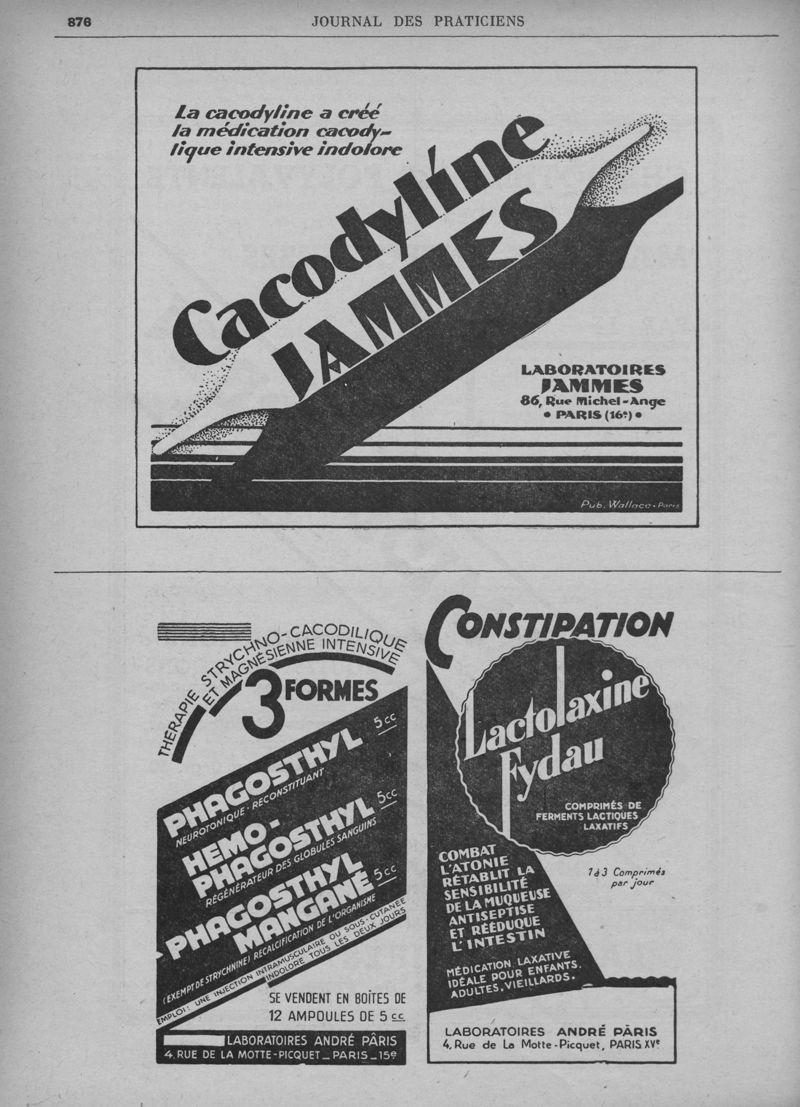 876
JOURNAL DES PRATICIENS
La cacodyline a créé
la médication cacody-
lique intensive indolore
Cacodyline
JAMMES
LABORATOIRES
JAMMES
86, Rue Michel-Ange
• PARIS (16e) •
Pub. Wallace - Paris
THÉRAPIE STRYCHNO-CACODILIQUE
ET MAGNÉSIENNE INTENSIVE
3 FORMES
PHAGOSTHYL 5cc
NEUROTONIQUE - RECONSTITUANT
HEMO-
PHAGOSTHYL 5cc
RÉGÉNÉRATEUR DES GLOBULES SANGUINS
PHAGOSTHYL
MANGANÉ 5cc
(EXEMPT DE STRYCHNINE) RECALCIFICATION DE L'ORGANISME
EMPLOI: UNE INJECTION INTRAMUSCULAIRE OU SOUS-CUTANÉE
INDOLORE TOUS LES DEUX JOURS
SE VENDENT EN BOÎTES DE
12 AMPOULES DE 5 cc
LABORATOIRES ANDRÉ PÂRIS
4, RUE DE LA MOTTE-PICQUET _ PARIS _ 15e
CONSTIPATION
Lactolaxine
Fydau
COMPRIMÉS DE
FERMENTS LACTIQUES
LAXATIFS
1 à 3 Comprimés
par jour
COMBAT
L'ATONIE
RÉTABLIT LA
SENSIBILITÉ
DE LA MUQUEUSE
ANTISEPTISE
ET RÉÉDUQUE
L'INTESTIN
MÉDICATION LAXATIVE
IDÉALE POUR ENFANTS,
ADULTES, VIEILLARDS.
LABORATOIRES ANDRÉ PÂRIS
4, Rue de La Motte-Picquet, PARIS XVe